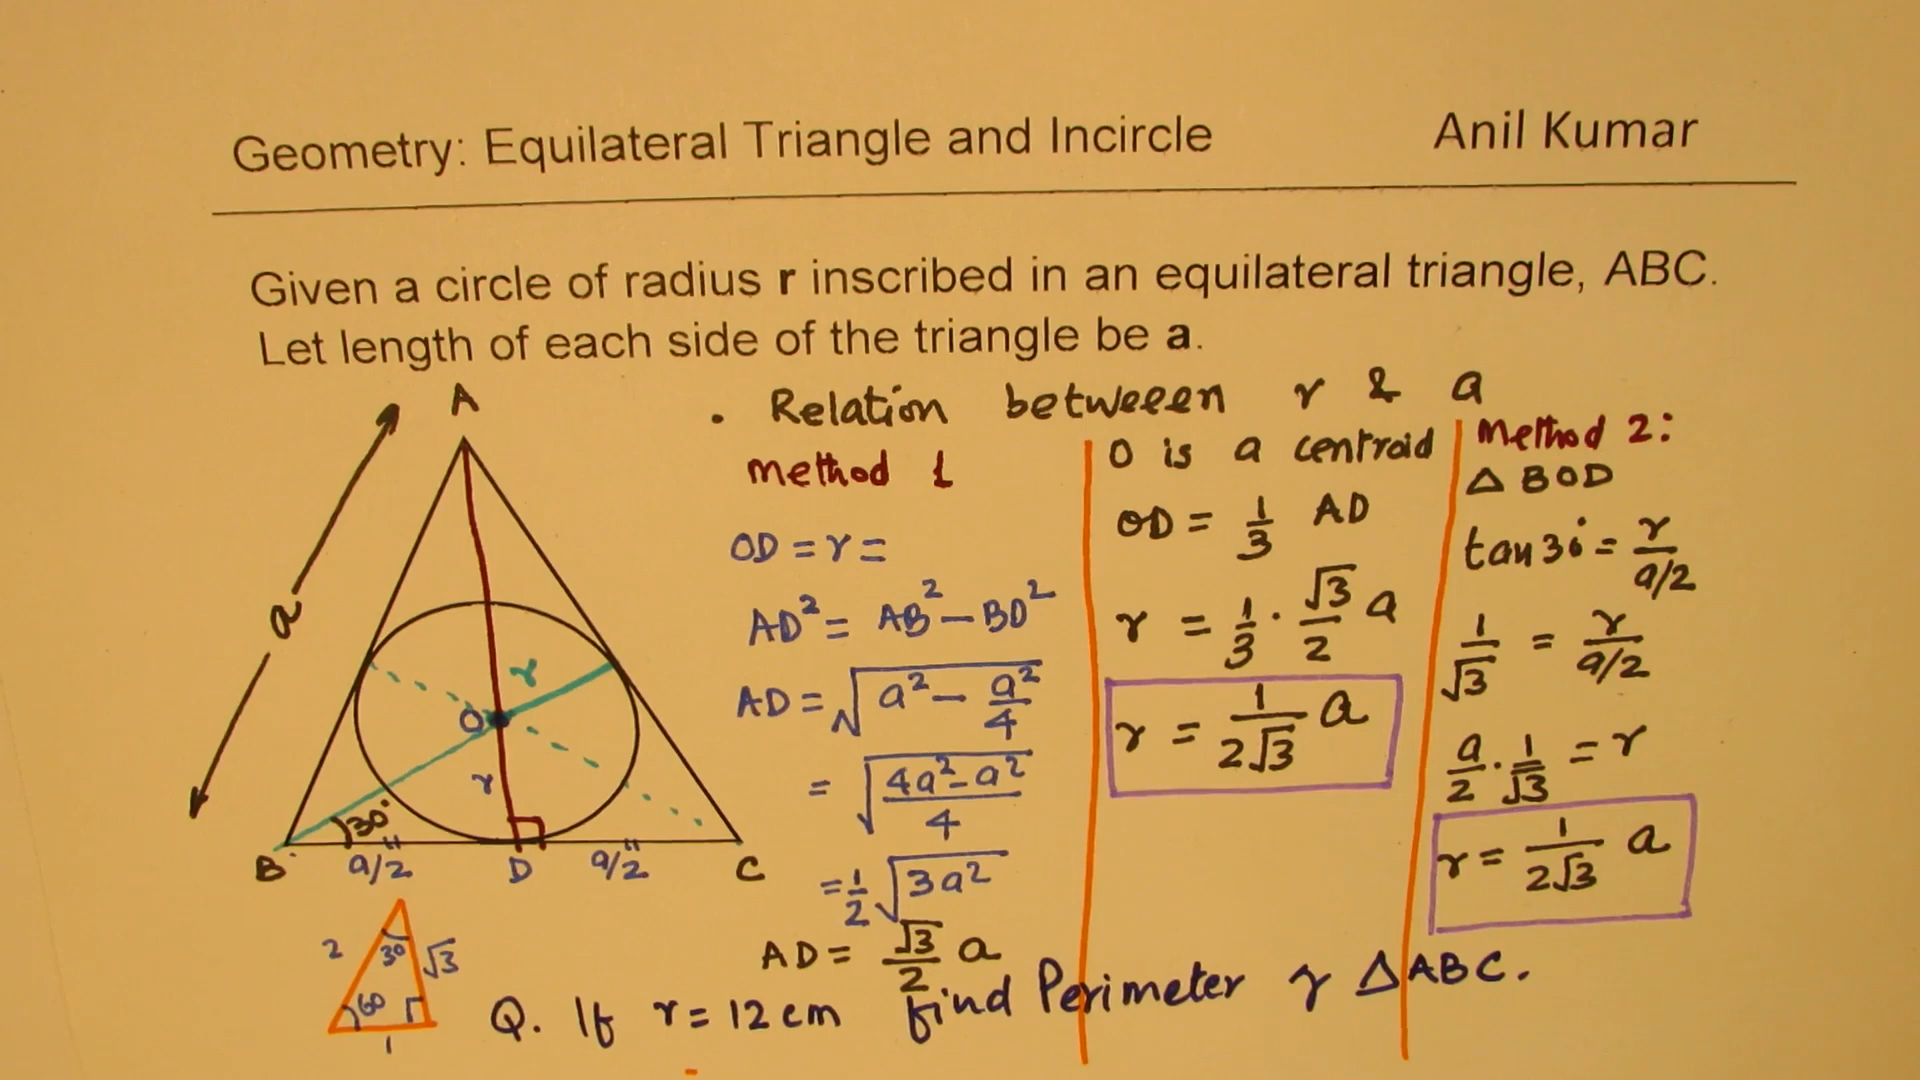 Geometry: Equilateral Triangle and Incircle Anil Kumar
Given a circle of radius r inscribed in an equilateral triangle, ABC.
Let length of each side of the triangle be a.
. Relation betweeen r & a
A
a
O
r
r
30°
B
a/2
D
a/2
C
2
30
√3
60
1
method 1
OD = r =
AD² = AB² - BD²
AD = √(a² - a²/4)
= √((4a² - a²)/4)
= 1/2 √(3a²)
AD = √3/2 a
O is a centroid
OD = 1/3 AD
r = 1/3 · √3/2 a
r = 1/(2√3) a
Method 2:
△ BOD
tan 30° = r/(a/2)
1/√3 = r/(a/2)
a/2 · 1/√3 = r
r = 1/(2√3) a
Q. If r = 12 cm find Perimeter of △ABC.